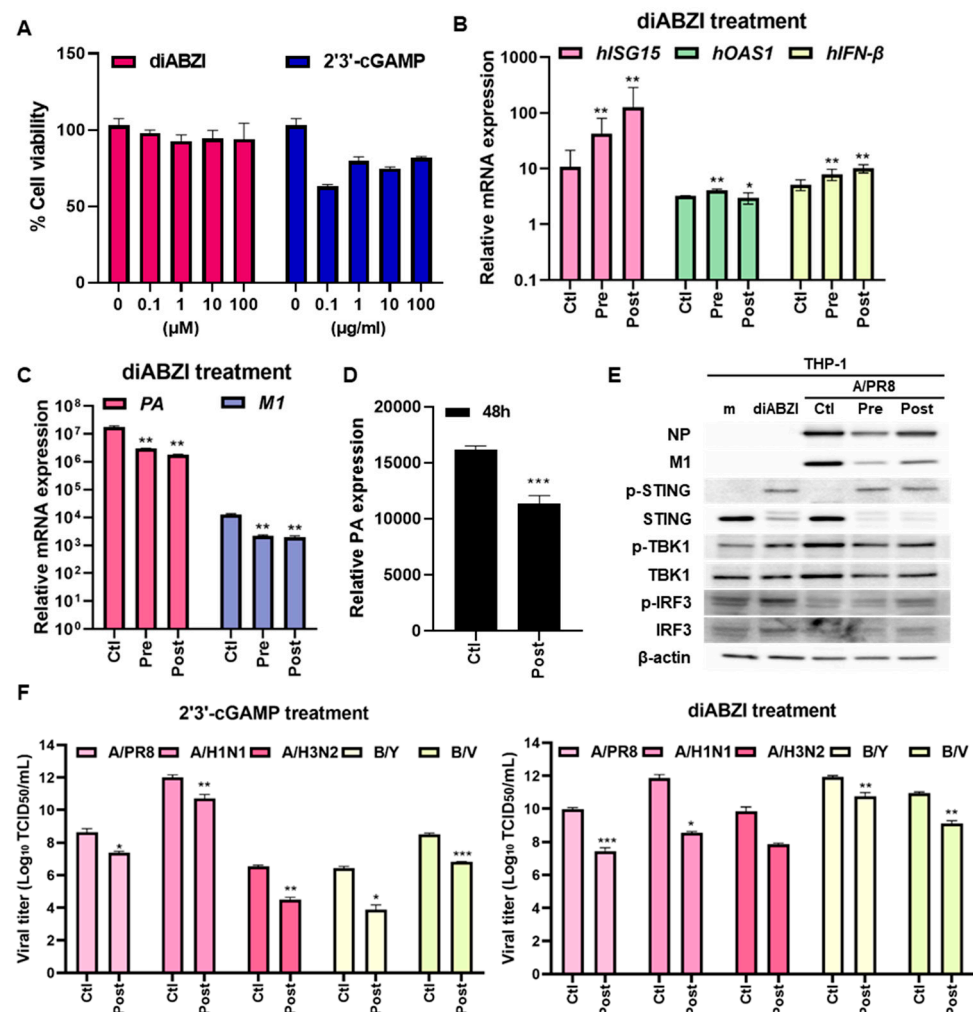 A
diABZI 2'3'-cGAMP
% Cell viability
150
100
50
0
0 0.1 1 10 100 0 0.1 1 10 100
(μM) (μg/ml)
B
diABZI treatment
hISG15 hOAS1 hIFN-β
Relative mRNA expression
1000
100
10
1
0.1
** ** ** * ** **
Ctl Pre Post Ctl Pre Post Ctl Pre Post
C
diABZI treatment
PA M1
Relative mRNA expression
10⁸
10⁷
10⁶
10⁵
10⁴
10³
10²
10¹
10⁰
** ** ** **
Ctl Pre Post Ctl Pre Post
D
48h
Relative PA expression
20000
15000
10000
5000
0
***
Ctl Post
E
THP-1
A/PR8
m diABZI Ctl Pre Post
NP
M1
p-STING
STING
p-TBK1
TBK1
p-IRF3
IRF3
β-actin
F
2'3'-cGAMP treatment
A/PR8 A/H1N1 A/H3N2 B/Y B/V
Viral titer (Log₁₀ TCID50/mL)
14
12
10
8
6
4
2
0
* ** ** * ***
Ctl Post Ctl Post Ctl Post Ctl Post Ctl Post
diABZI treatment
A/PR8 A/H1N1 A/H3N2 B/Y B/V
Viral titer (Log₁₀ TCID50/mL)
14
12
10
8
6
4
2
0
*** * ** **
Ctl Post Ctl Post Ctl Post Ctl Post Ctl Post